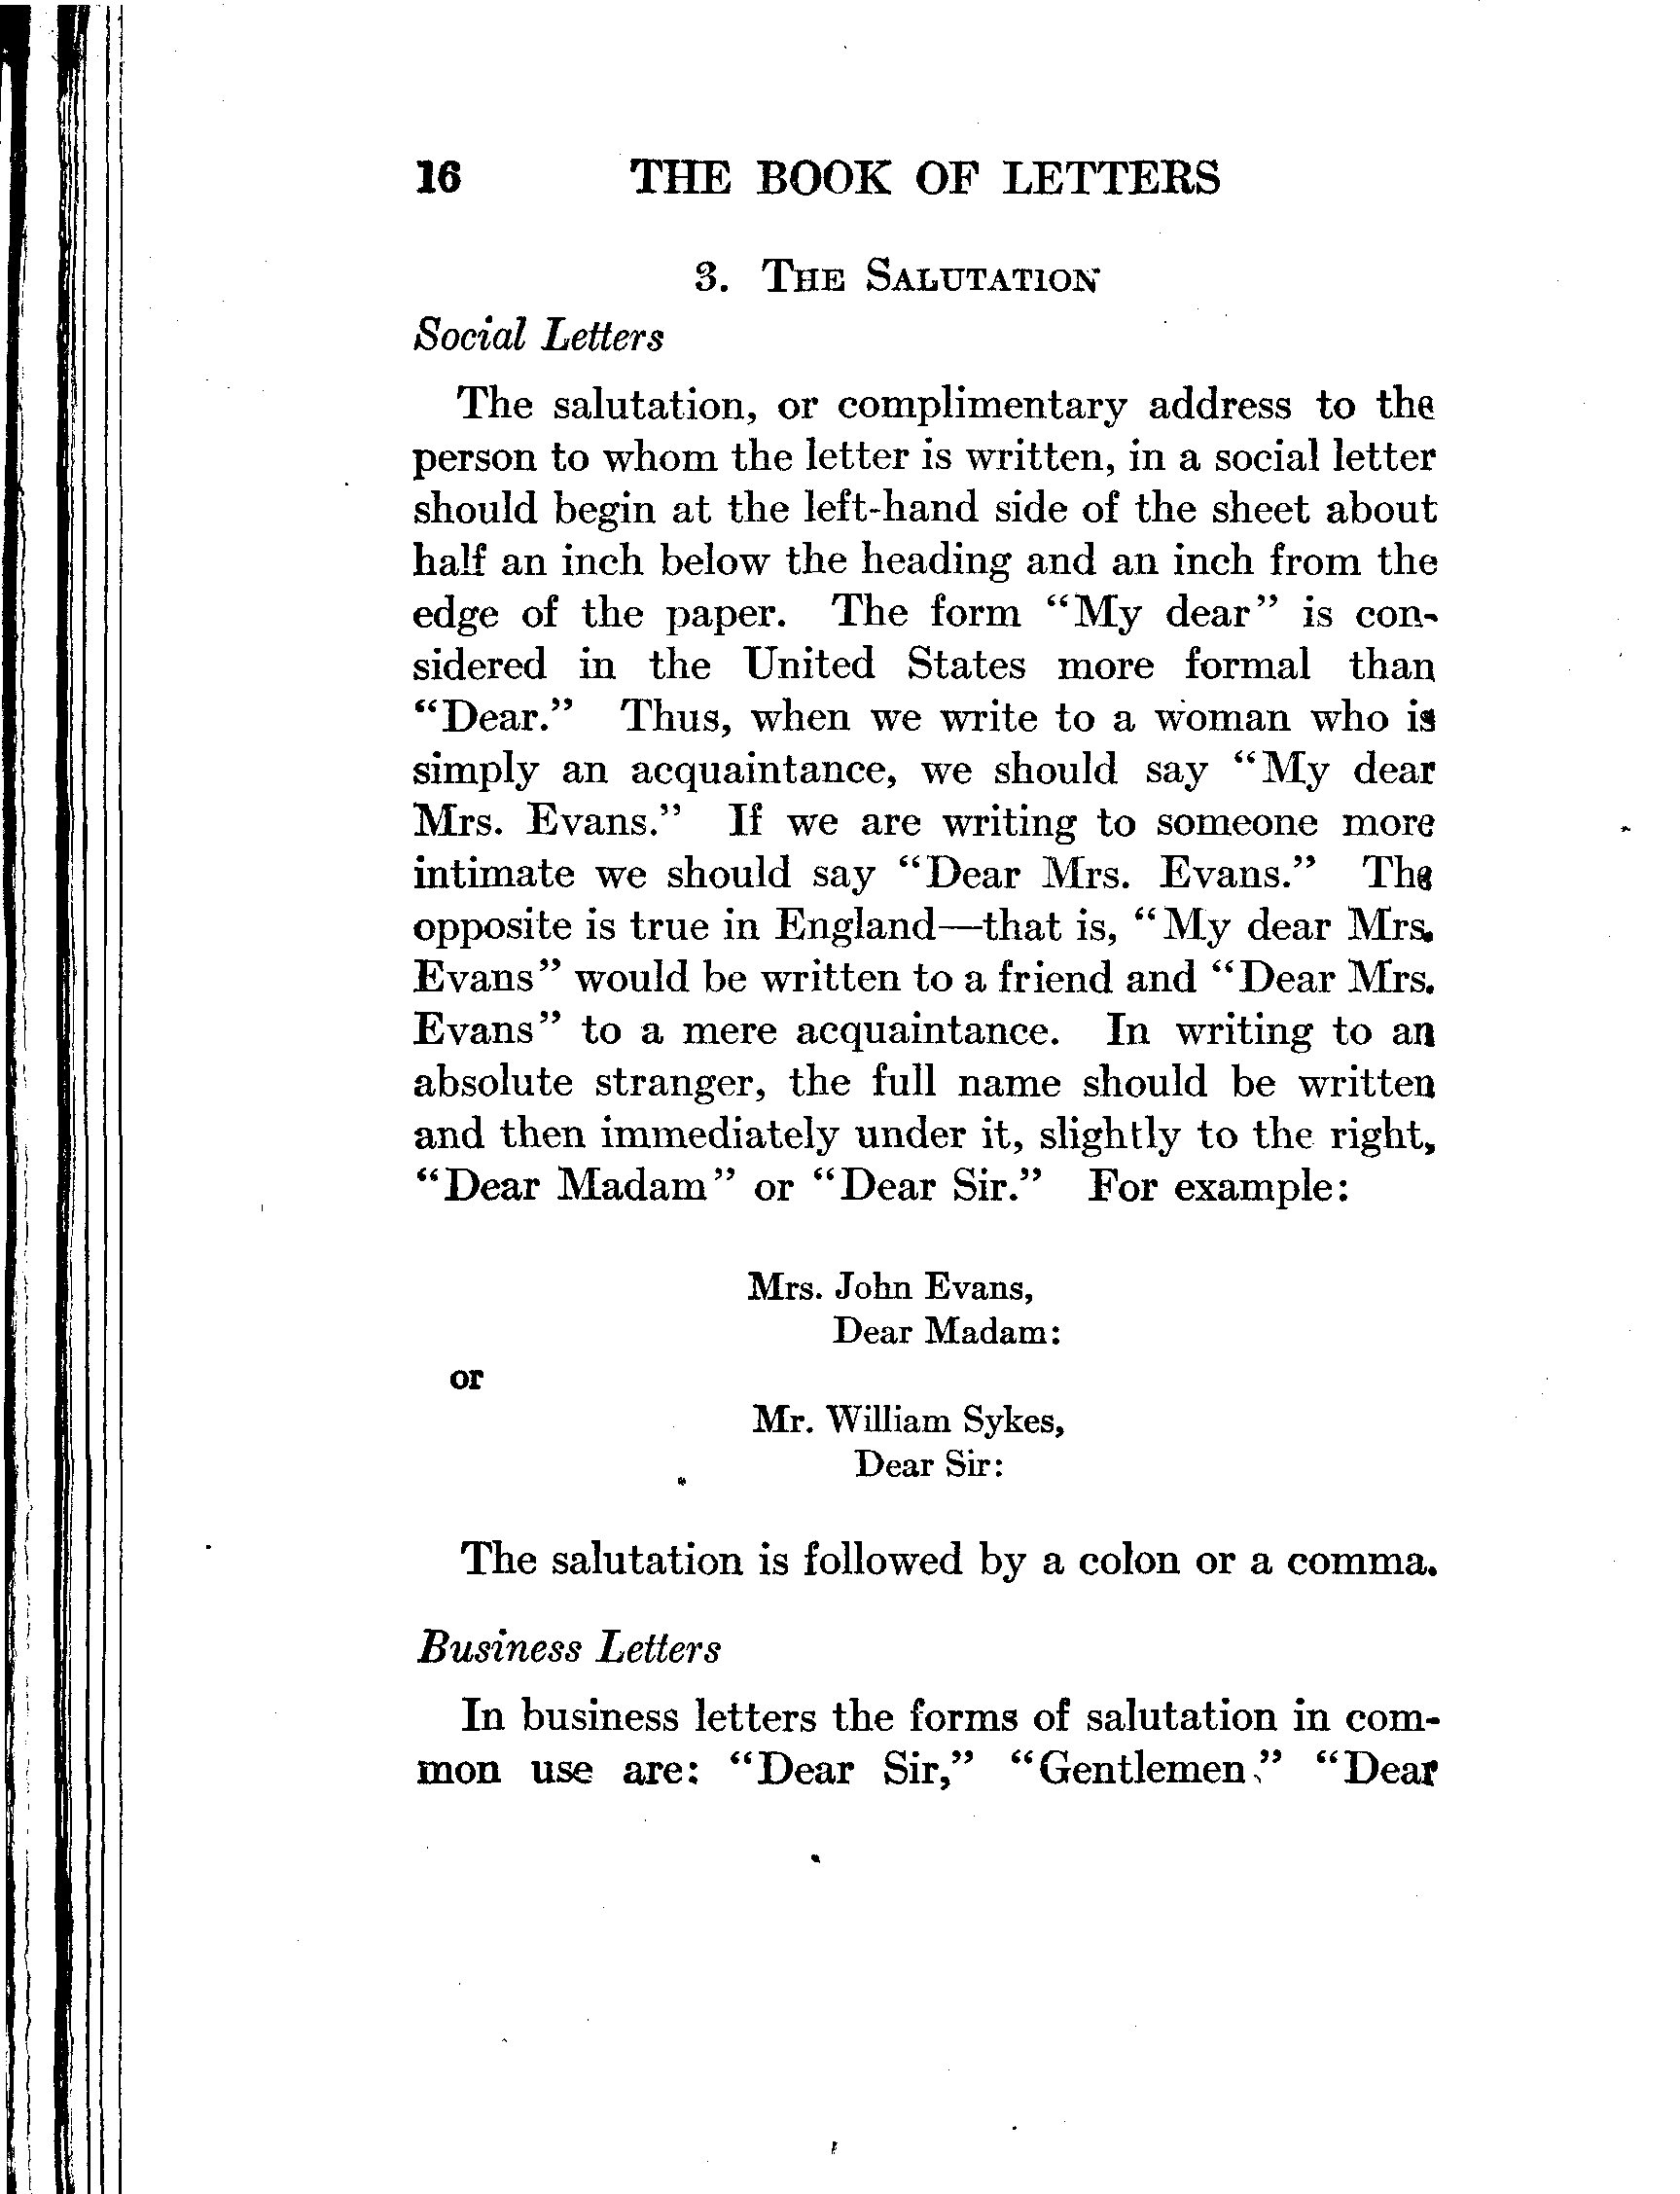 16 THE BOOK OF LETTERS
3. THE SALUTATION
Social Letters
The salutation, or complimentary address to the
person to whom the letter is written, in a social letter
should begin at the left-hand side of the sheet about
half an inch below the heading and an inch from the
edge of the paper. The form “My dear” is con-
sidered in the United States more formal than
“Dear.” Thus, when we write to a woman who is
simply an acquaintance, we should say “My dear
Mrs. Evans.” If we are writing to someone more
intimate we should say “Dear Mrs. Evans.” The
opposite is true in England—that is, “My dear Mrs.
Evans” would be written to a friend and “Dear Mrs.
Evans” to a mere acquaintance. In writing to an
absolute stranger, the full name should be written
and then immediately under it, slightly to the right,
“Dear Madam” or “Dear Sir.” For example:
Mrs. John Evans,
Dear Madam:
or
Mr. William Sykes,
Dear Sir:
The salutation is followed by a colon or a comma.
Business Letters
In business letters the forms of salutation in com-
mon use are: “Dear Sir,” “Gentlemen,” “Dear